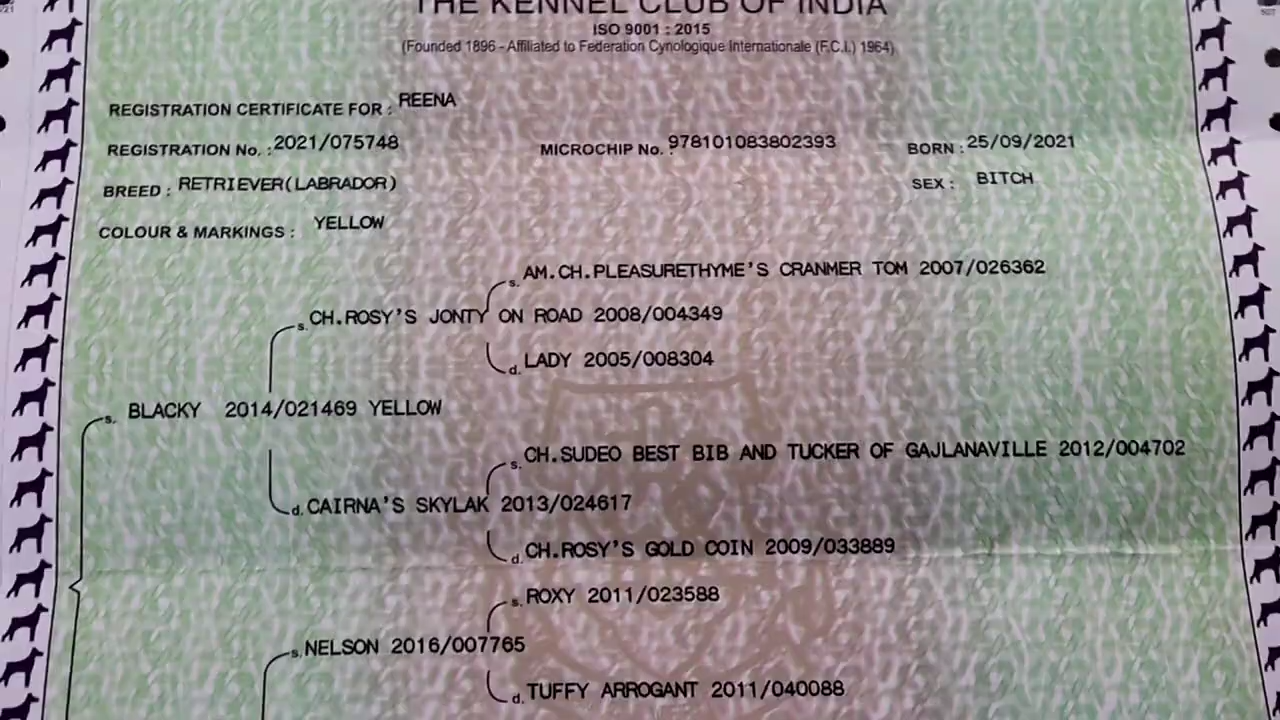 THE KENNEL CLUB OF INDIA
ISO 9001 : 2015
(Founded 1896 - Affiliated to Federation Cynologique Internationale (F.C.I.) 1964)
REGISTRATION CERTIFICATE FOR : REENA
REGISTRATION No. : 2021/075748 MICROCHIP No. : 978101083802393 BORN : 25/09/2021
BREED : RETRIEVER(LABRADOR) SEX : BITCH
COLOUR & MARKINGS : YELLOW
s. AM.CH.PLEASURETHYME'S CRANMER TOM 2007/026362
s. CH.ROSY'S JONTY ON ROAD 2008/004349
d. LADY 2005/008304
s. BLACKY 2014/021469 YELLOW
s. CH.SUDEO BEST BIB AND TUCKER OF GAJLANAVILLE 2012/004702
d. CAIRNA'S SKYLAK 2013/024617
d. CH.ROSY'S GOLD COIN 2009/033889
s. ROXY 2011/023588
s. NELSON 2016/007765
d. TUFFY ARROGANT 2011/040088